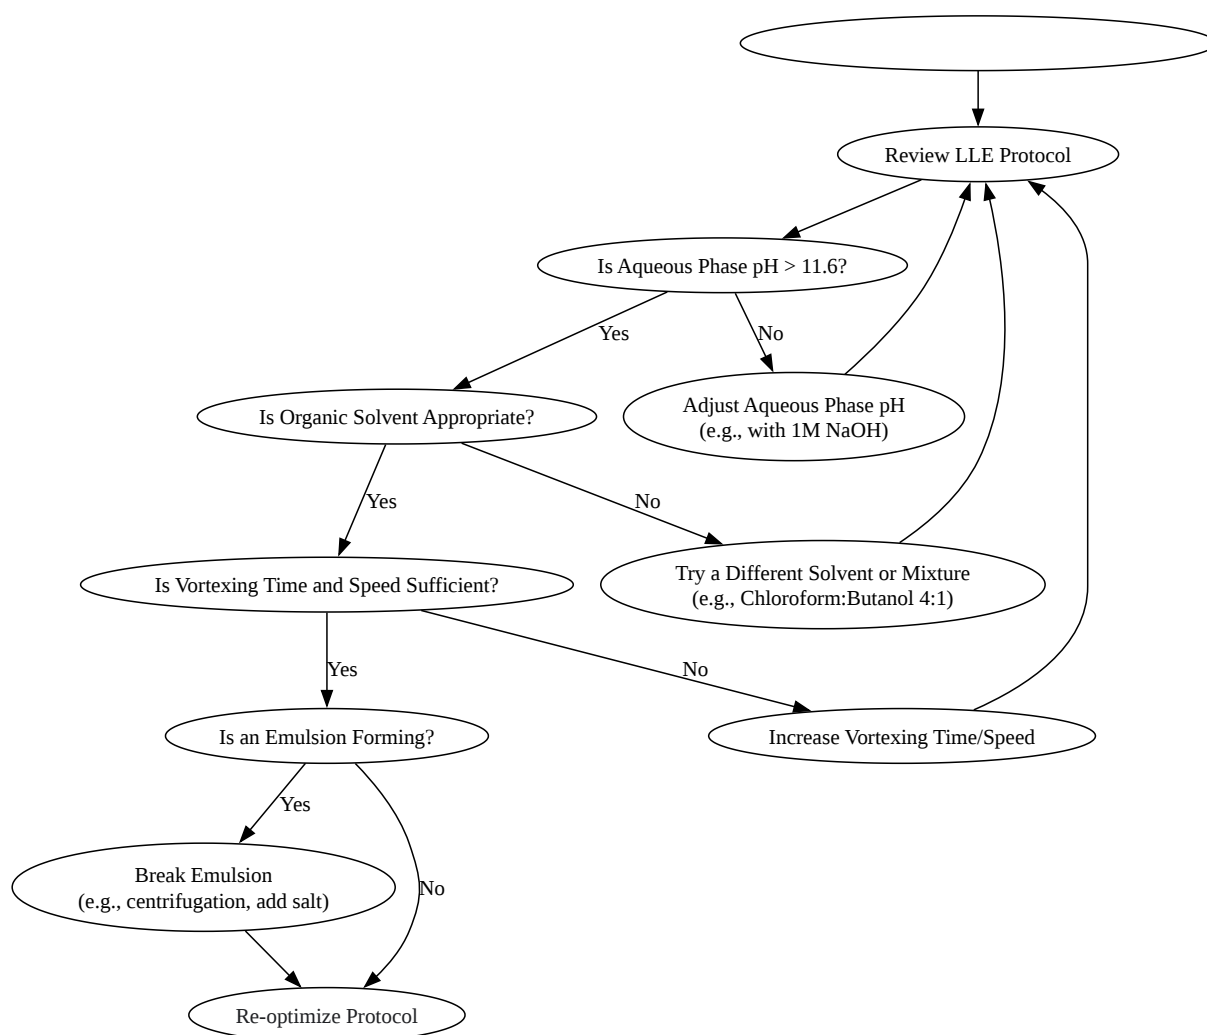 Review LLE Protocol
Is Aqueous Phase pH > 11.6?
Yes
No
Is Organic Solvent Appropriate?
Adjust Aqueous Phase pH
(e.g., with 1M NaOH)
Yes
No
Is Vortexing Time and Speed Sufficient?
Try a Different Solvent or Mixture
(e.g., Chloroform:Butanol 4:1)
Yes
No
Is an Emulsion Forming?
Increase Vortexing Time/Speed
Yes
Break Emulsion
(e.g., centrifugation, add salt)
No
Re-optimize Protocol